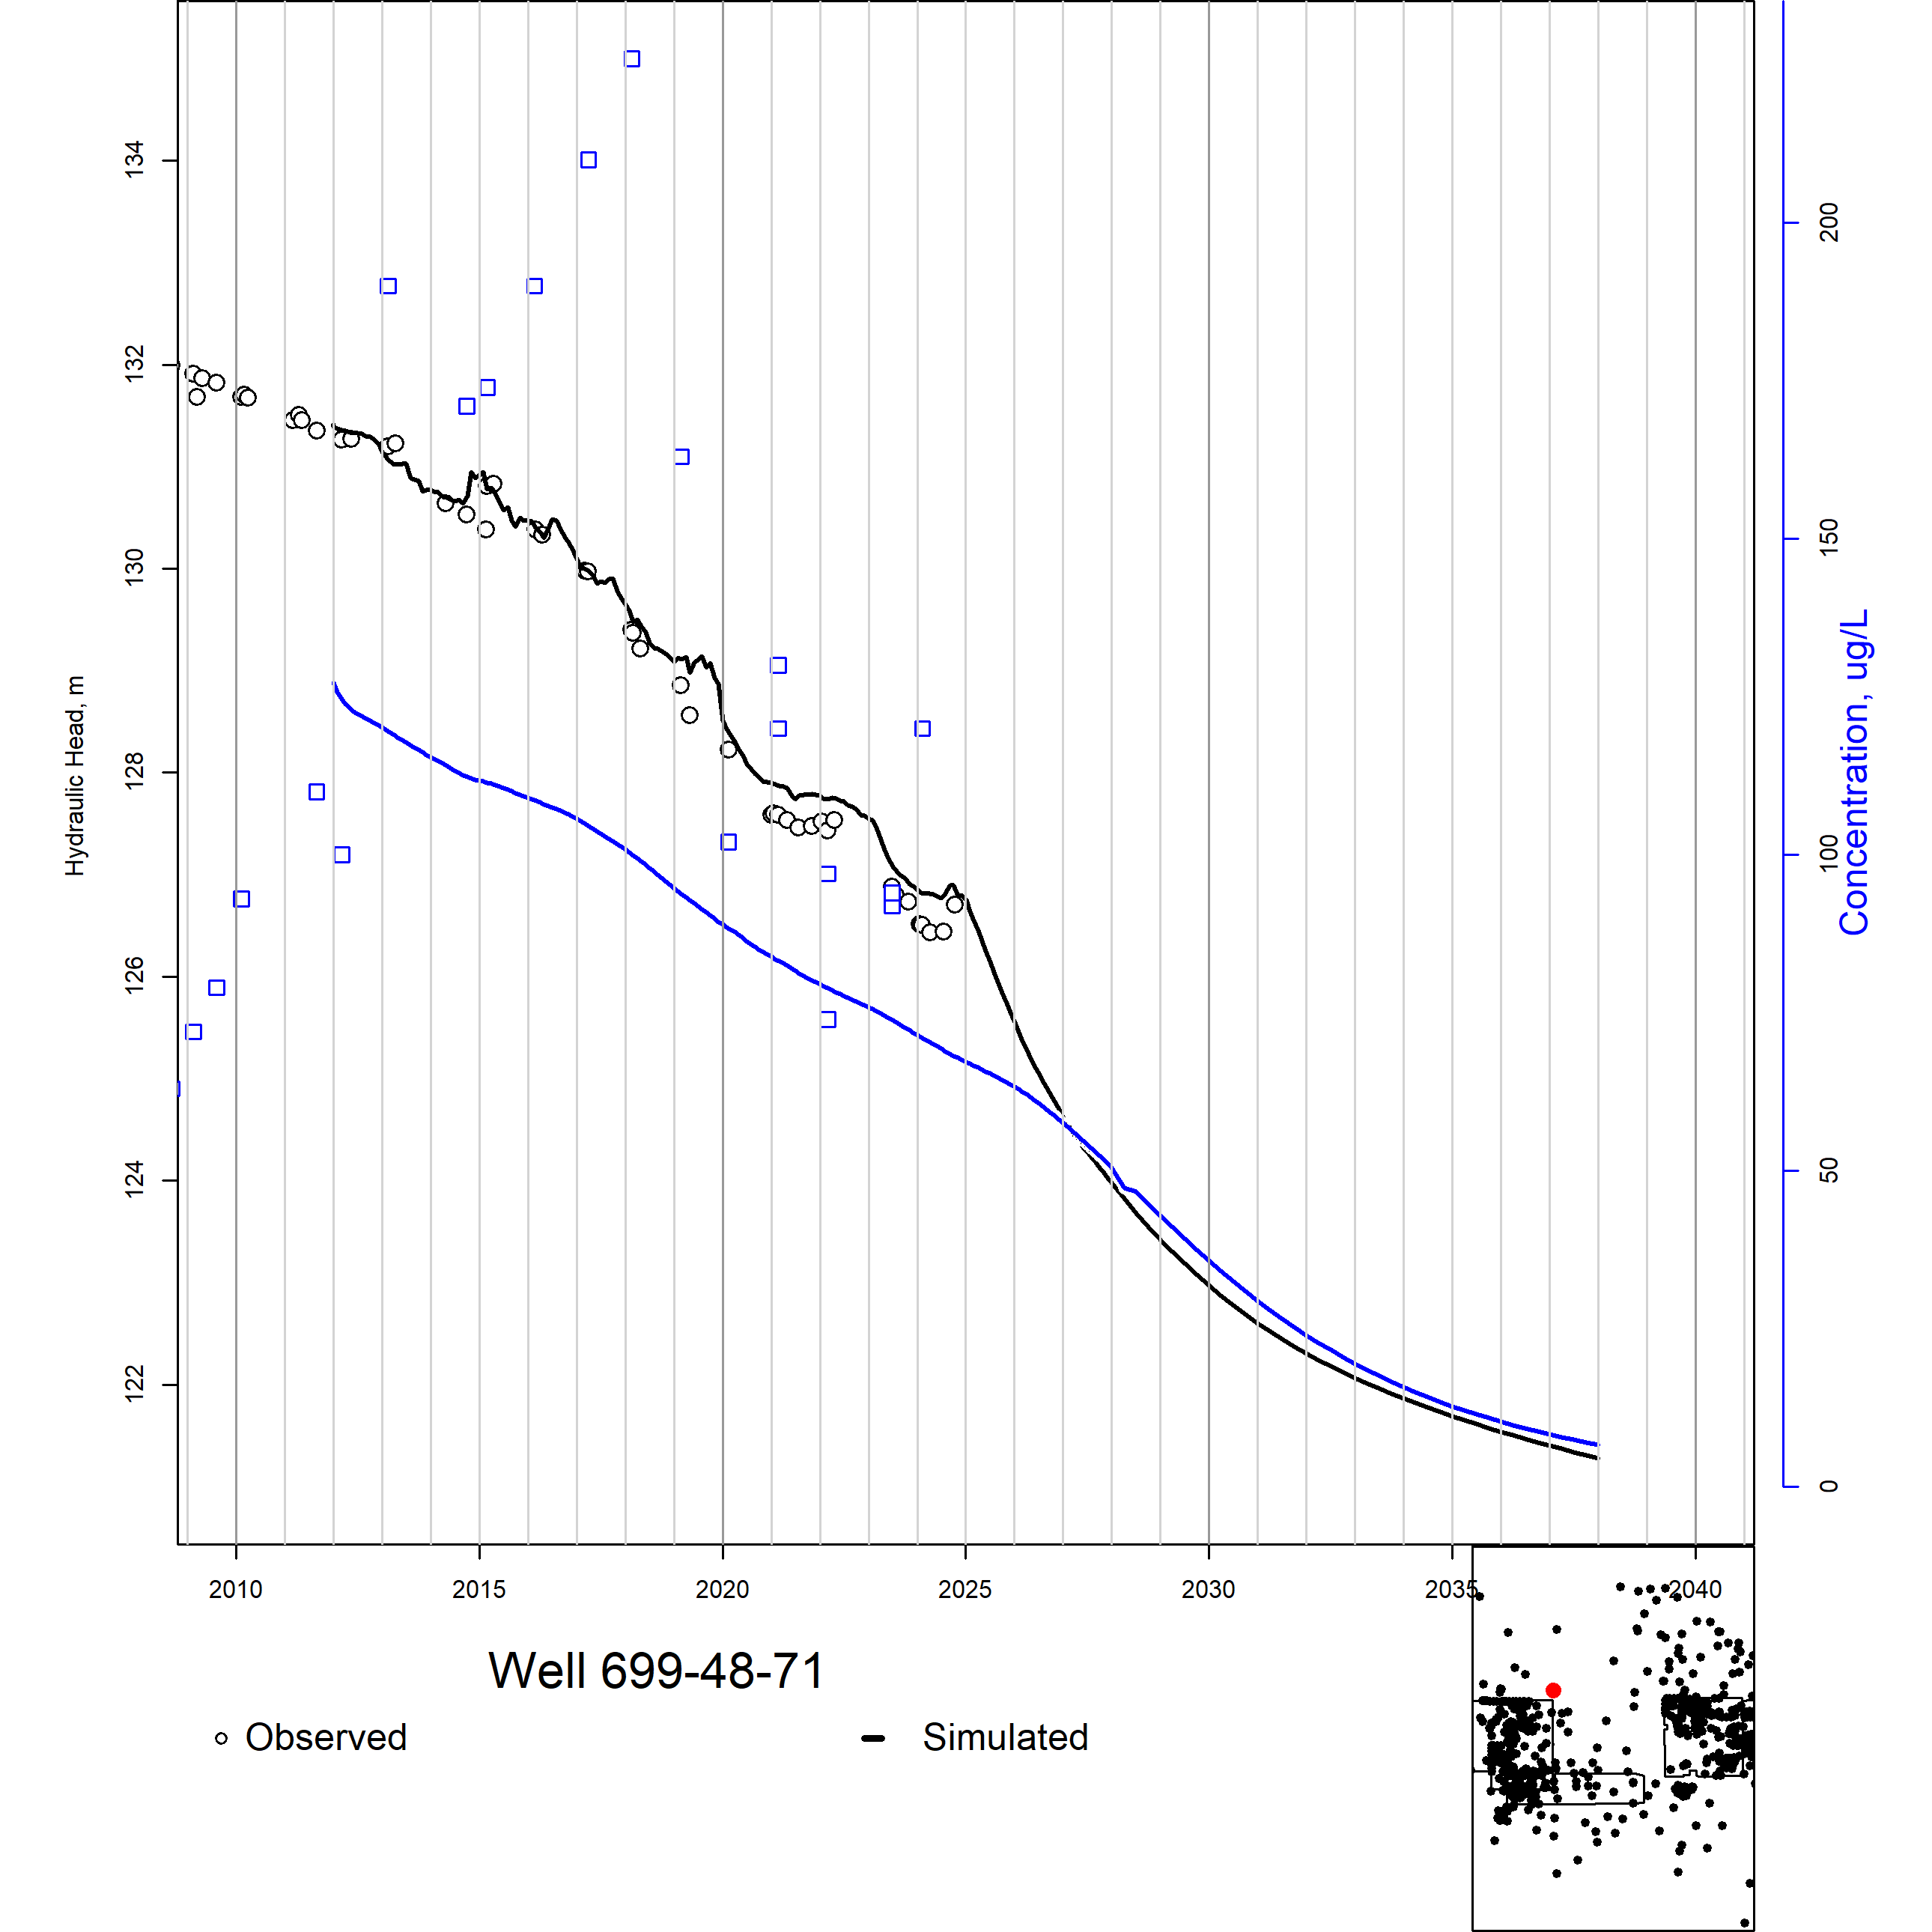 134
132
130
128
126
124
122
Hydraulic Head, m
200
150
100
50
0
Concentration, ug/L
2010 2015 2020 2025 2030 2035 2040
Well 699-48-71
Observed Simulated